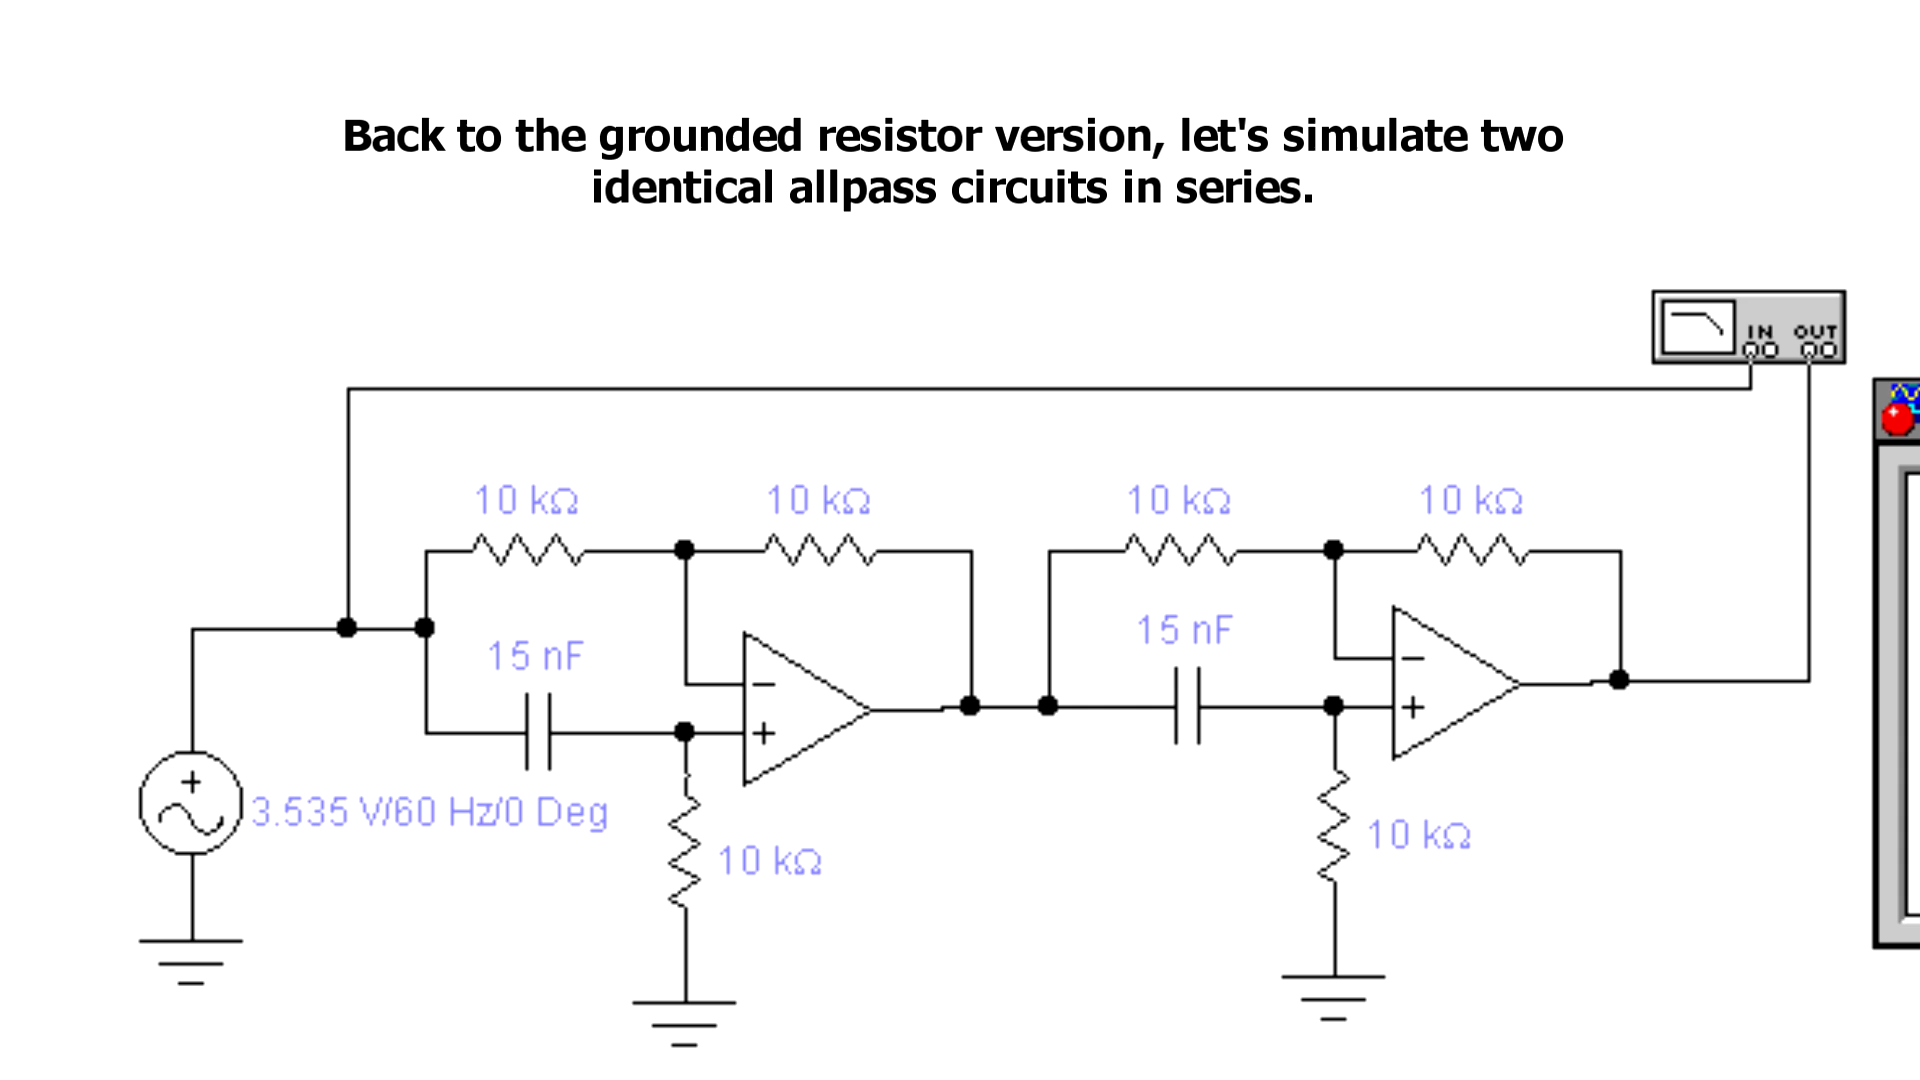 Back to the grounded resistor version, let's simulate two
identical allpass circuits in series.
IN OUT
10 kΩ 10 kΩ 10 kΩ 10 kΩ
15 nF
15 nF
3.535 V/60 Hz/0 Deg
10 kΩ
10 kΩ